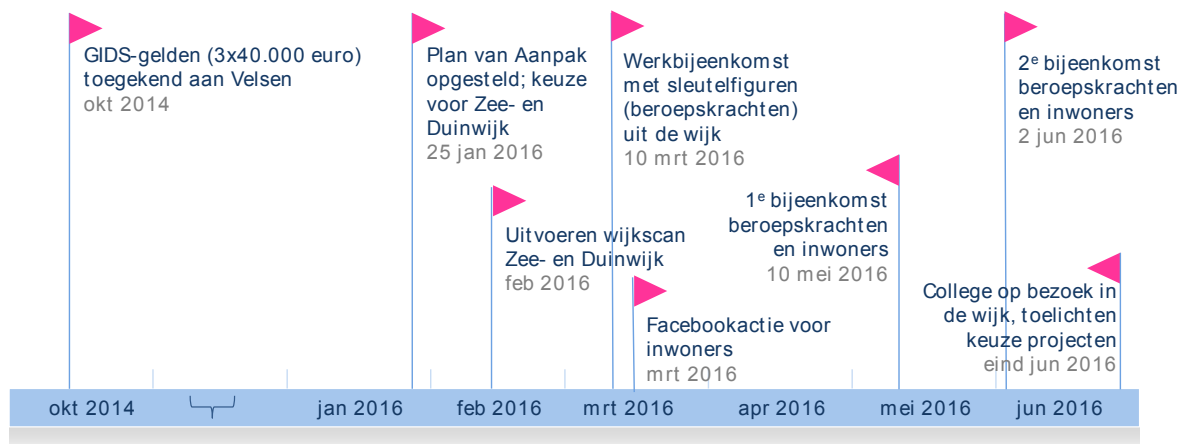 GIDS-gelden (3x40.000 euro)
toegekend aan Velsen
okt 2014
Plan van Aanpak
opgesteld; keuze
voor Zee- en
Duinwijk
25 jan 2016
Werkbijeenkomst
met sleutelfiguren
(beroepskrachten)
uit de wijk
10 mrt 2016
2e bijeenkomst
beroepskrachten
en inwoners
2 jun 2016
Uitvoeren wijkscan
Zee- en Duinwijk
feb 2016
1e bijeenkomst
beroepskrachten
en inwoners
10 mei 2016
Facebookactie voor
inwoners
mrt 2016
College op bezoek in
de wijk, toelichten
keuze projecten
eind jun 2016
okt 2014 jan 2016 feb 2016 mrt 2016 apr 2016 mei 2016 jun 2016